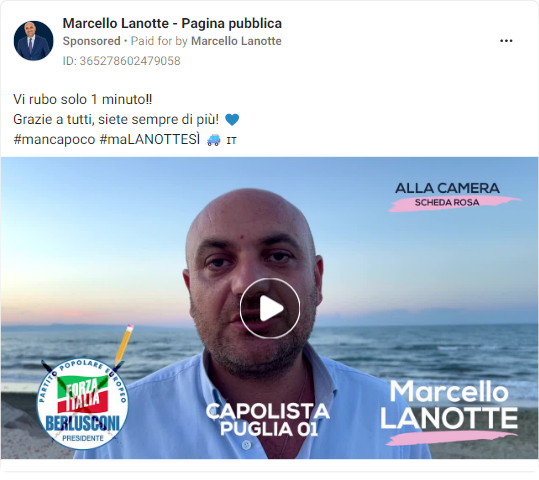 Marcello Lanotte - Pagina pubblica
Sponsored • Paid for by Marcello Lanotte
ID: 365278602479058
Vi rubo solo 1 minuto!!
Grazie a tutti, siete sempre di più! 💙
#mancapoco #maLANOTTESÌ 🚙 IT
ALLA CAMERA
SCHEDA ROSA
PARTITO POPOLARE EUROPEO
FORZA
ITALIA
BERLUSCONI
PRESIDENTE
CAPOLISTA
PUGLIA 01
Marcello
LANOTTE